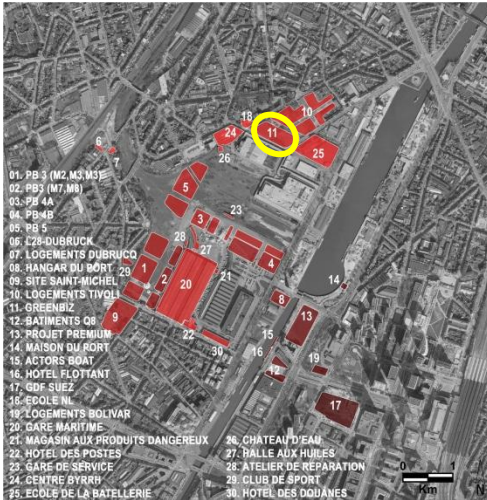 10
18
24
11
25
26
6
7
5
01. PB 3 (M2,M3,M3)
02. PB3 (M7,M8)
03. PB 4A
04. PB 4B
05. PB 5
06. L28-DUBRUCK
07. LOGEMENTS DUBRUCQ
08. HANGAR DU PORT
09. SITE SAINT-MICHEL
10. LOGEMENTS TIVOLI
11. GREENBIZ
12. BATIMENTS Q8
13. PROJET PREMIUM
14. MAISON DU PORT
15. ACTORS BOAT
16. HOTEL FLOTTANT
17. GDF SUEZ
18. ECOLE NL
19. LOGEMENTS BOLIVAR
20. GARE MARITIME
21. MAGASIN AUX PRODUITS DANGEREUX
22. HOTEL DES POSTES
23. GARE DE SERVICE
24. CENTRE BYRRH
25. ECOLE DE LA BATELLERIE
26. CHATEAU D'EAU
27. HALLE AUX HUILES
28. ATELIER DE REPARATION
29. CLUB DE SPORT
30. HOTEL DES DOUANES
23
3
28
27
4
29
1
2
21
20
14
8
9
22
13
30
15
16
12
19
17
0 1
Km N